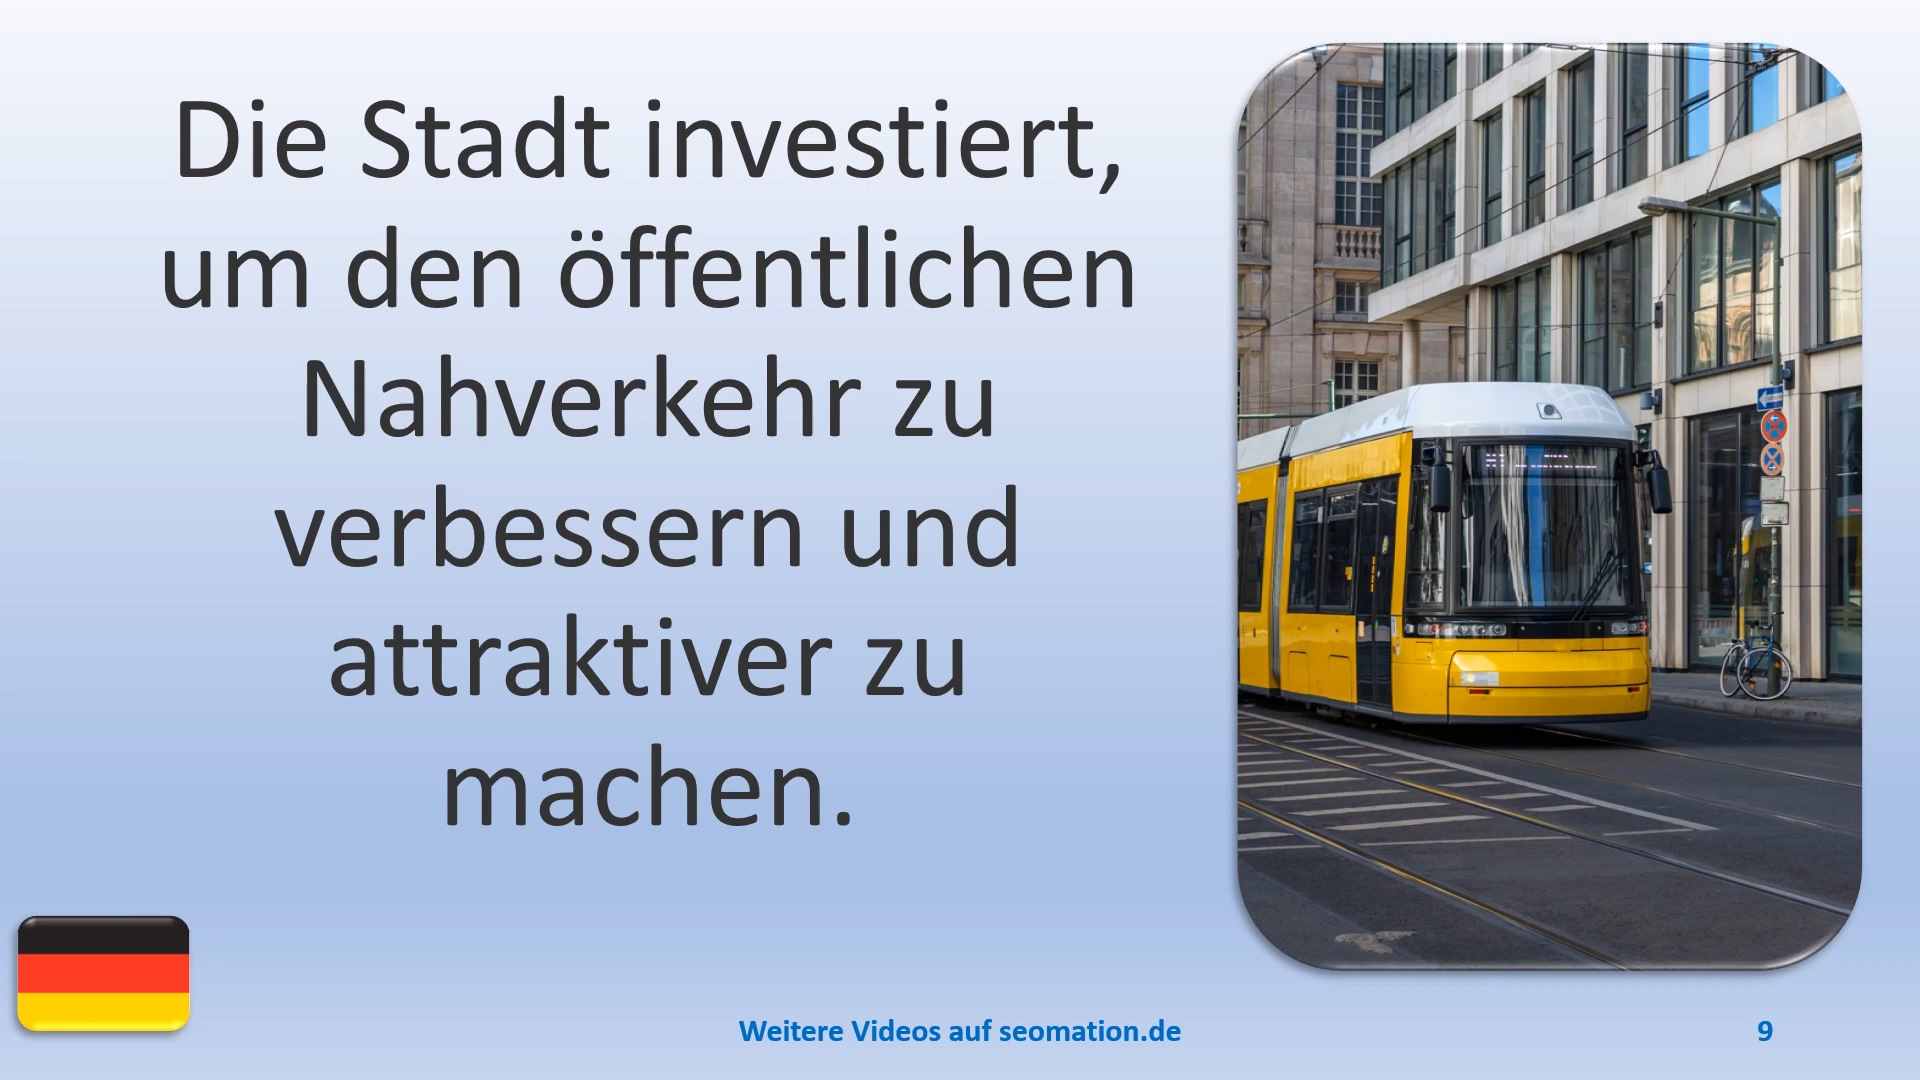 Die Stadt investiert,
um den öffentlichen
Nahverkehr zu
verbessern und
attraktiver zu
machen.
Weitere Videos auf seomation.de
9